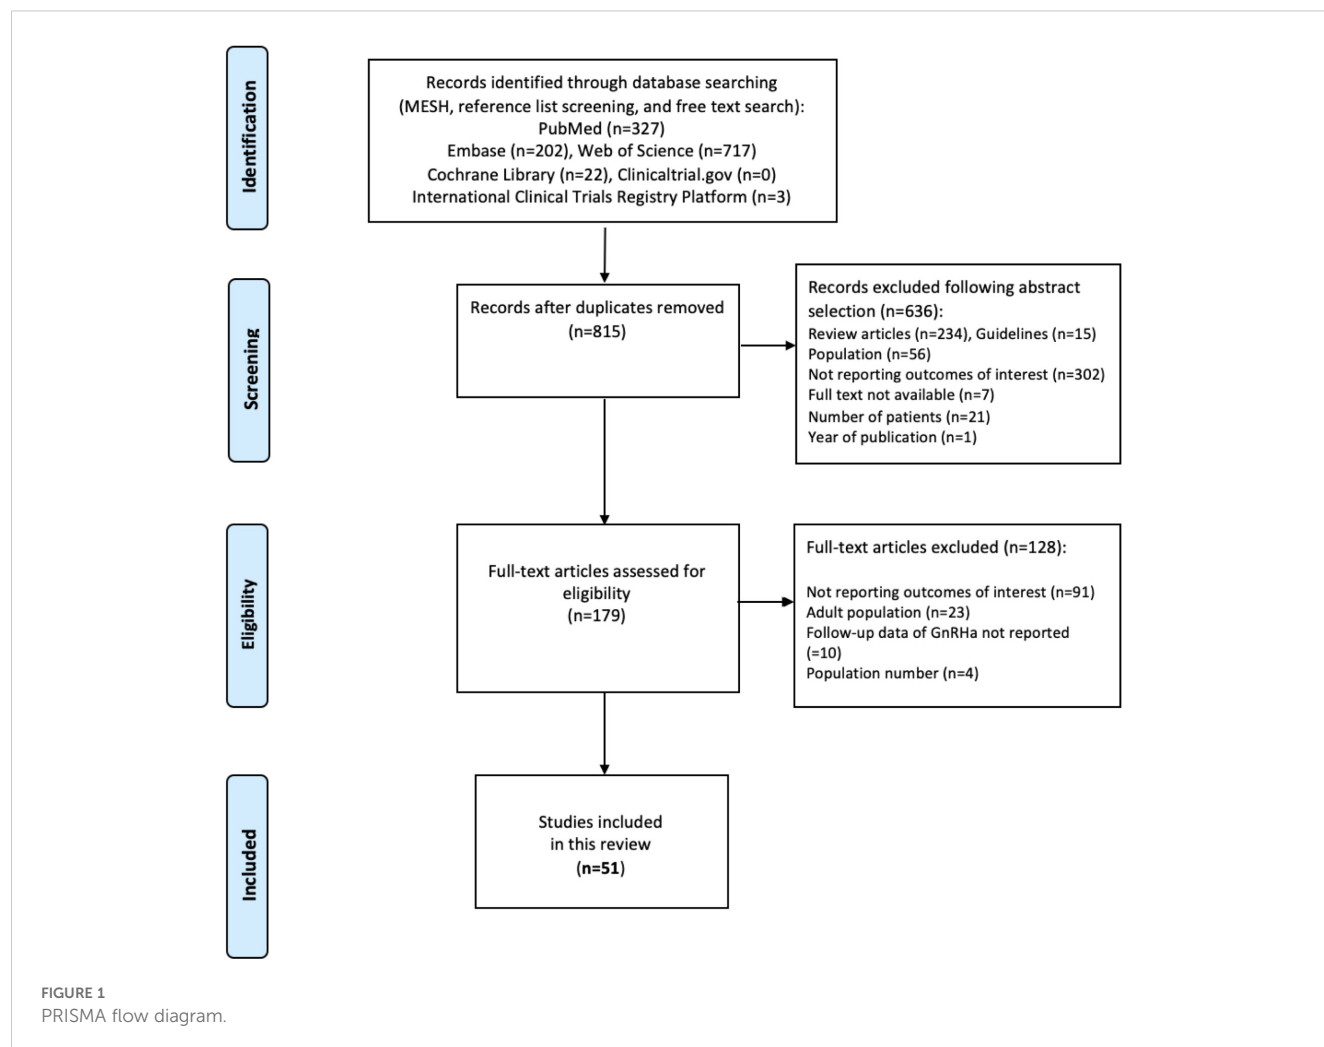 Identification
Records identified through database searching
(MESH, reference list screening, and free text search):
PubMed (n=327)
Embase (n=202), Web of Science (n=717)
Cochrane Library (n=22), Clinicaltrial.gov (n=0)
International Clinical Trials Registry Platform (n=3)
Screening
Records after duplicates removed
(n=815)
Records excluded following abstract
selection (n=636):
Review articles (n=234), Guidelines (n=15)
Population (n=56)
Not reporting outcomes of interest (n=302)
Full text not available (n=7)
Number of patients (n=21)
Year of publication (n=1)
Eligibility
Full-text articles assessed for
eligibility
(n=179)
Full-text articles excluded (n=128):
Not reporting outcomes of interest (n=91)
Adult population (n=23)
Follow-up data of GnRHa not reported
(=10)
Population number (n=4)
Included
Studies included
in this review
(n=51)
FIGURE 1
PRISMA flow diagram.